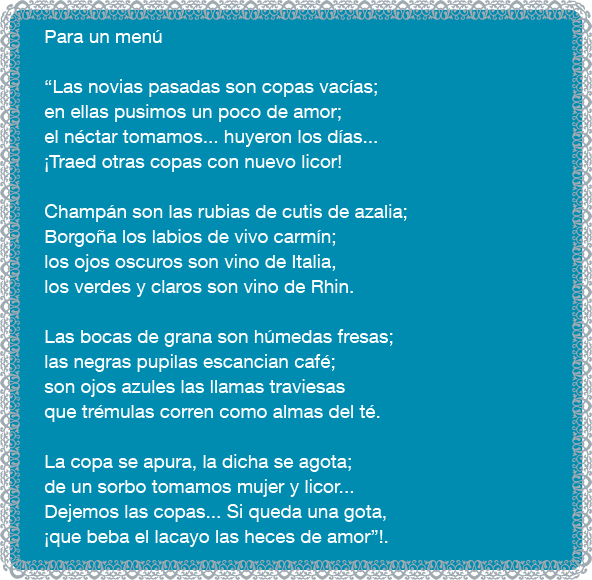 Para un menú
“Las novias pasadas son copas vacías;
en ellas pusimos un poco de amor;
el néctar tomamos... huyeron los días...
¡Traed otras copas con nuevo licor!
Champán son las rubias de cutis de azalia;
Borgoña los labios de vivo carmín;
los ojos oscuros son vino de Italia,
los verdes y claros son vino de Rhin.
Las bocas de grana son húmedas fresas;
las negras pupilas escancian café;
son ojos azules las llamas traviesas
que trémulas corren como almas del té.
La copa se apura, la dicha se agota;
de un sorbo tomamos mujer y licor...
Dejemos las copas... Si queda una gota,
¡que beba el lacayo las heces de amor”!.